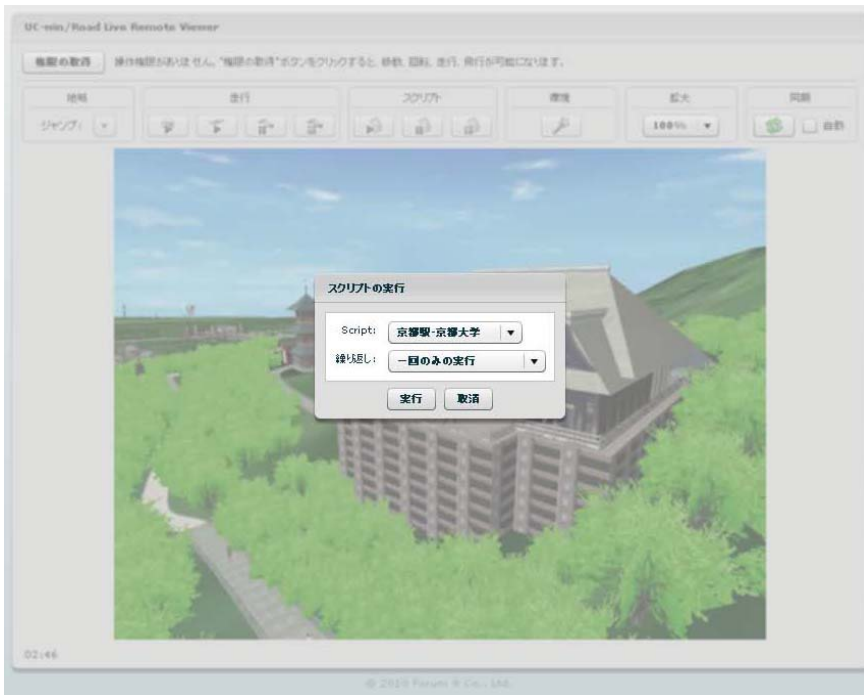 UC-win/Road Live Remote Viewer
権限の取得 操作権限がありません。"権限の取得"ボタンをクリックすると、移動、回転、走行、飛行が可能になります。
地域 走行 スクリプト 環境 拡大 同期
ジャンプ: 100% 自動
スクリプトの実行
Script: 京都駅-京都大学
繰り返し: 一回のみの実行
実行 取消
02:46
© 2010 Forum 8 Co., Ltd.